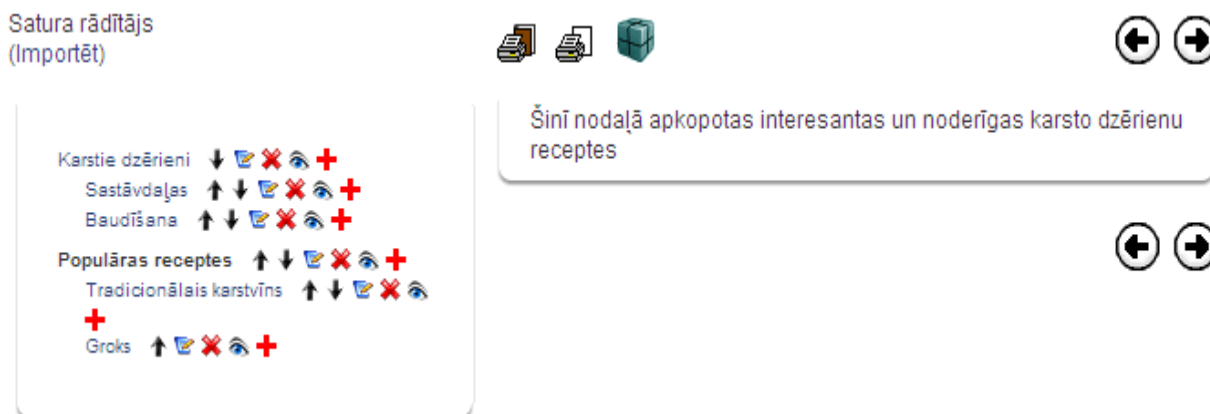 Satura rādītājs
(Importēt)
Karstie dzērieni
Sastāvdaļas
Baudīšana
Populāras receptes
Tradicionālais karstvīns
Groks
Šinī nodaļā apkopotas interesantas un noderīgas karsto dzērienu
receptes